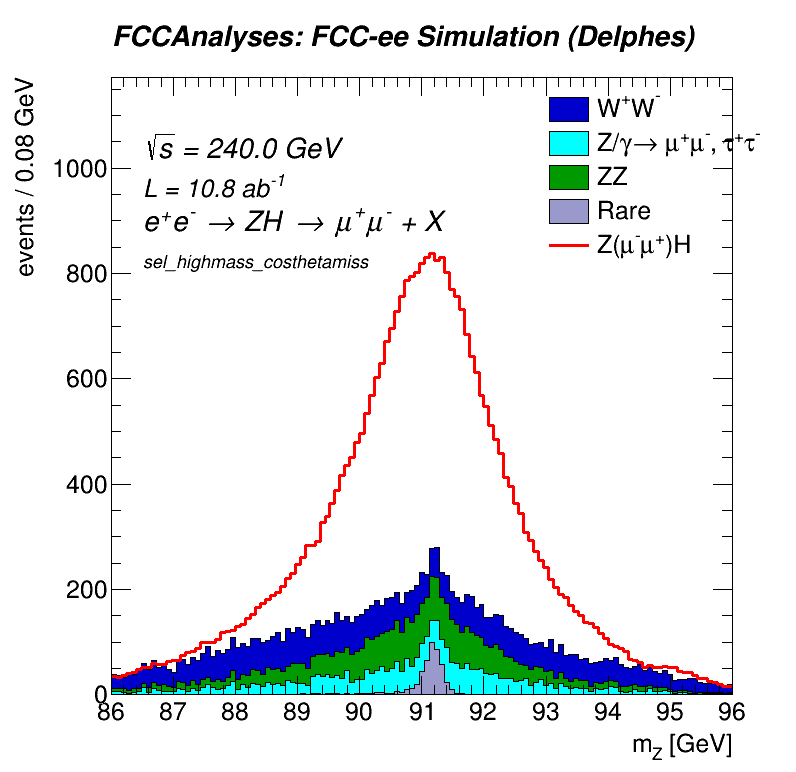 FCCAnalyses: FCC-ee Simulation (Delphes)
events / 0.08 GeV
√s = 240.0 GeV
L = 10.8 ab⁻¹
e⁺e⁻ → ZH → μ⁺μ⁻ + X
sel_highmass_costhetamiss
W⁺W⁻
Z/γ→ μ⁺μ⁻, τ⁺τ⁻
ZZ
Rare
Z(μ⁻μ⁺)H
1000
800
600
400
200
0
86 87 88 89 90 91 92 93 94 95 96
m_Z [GeV]